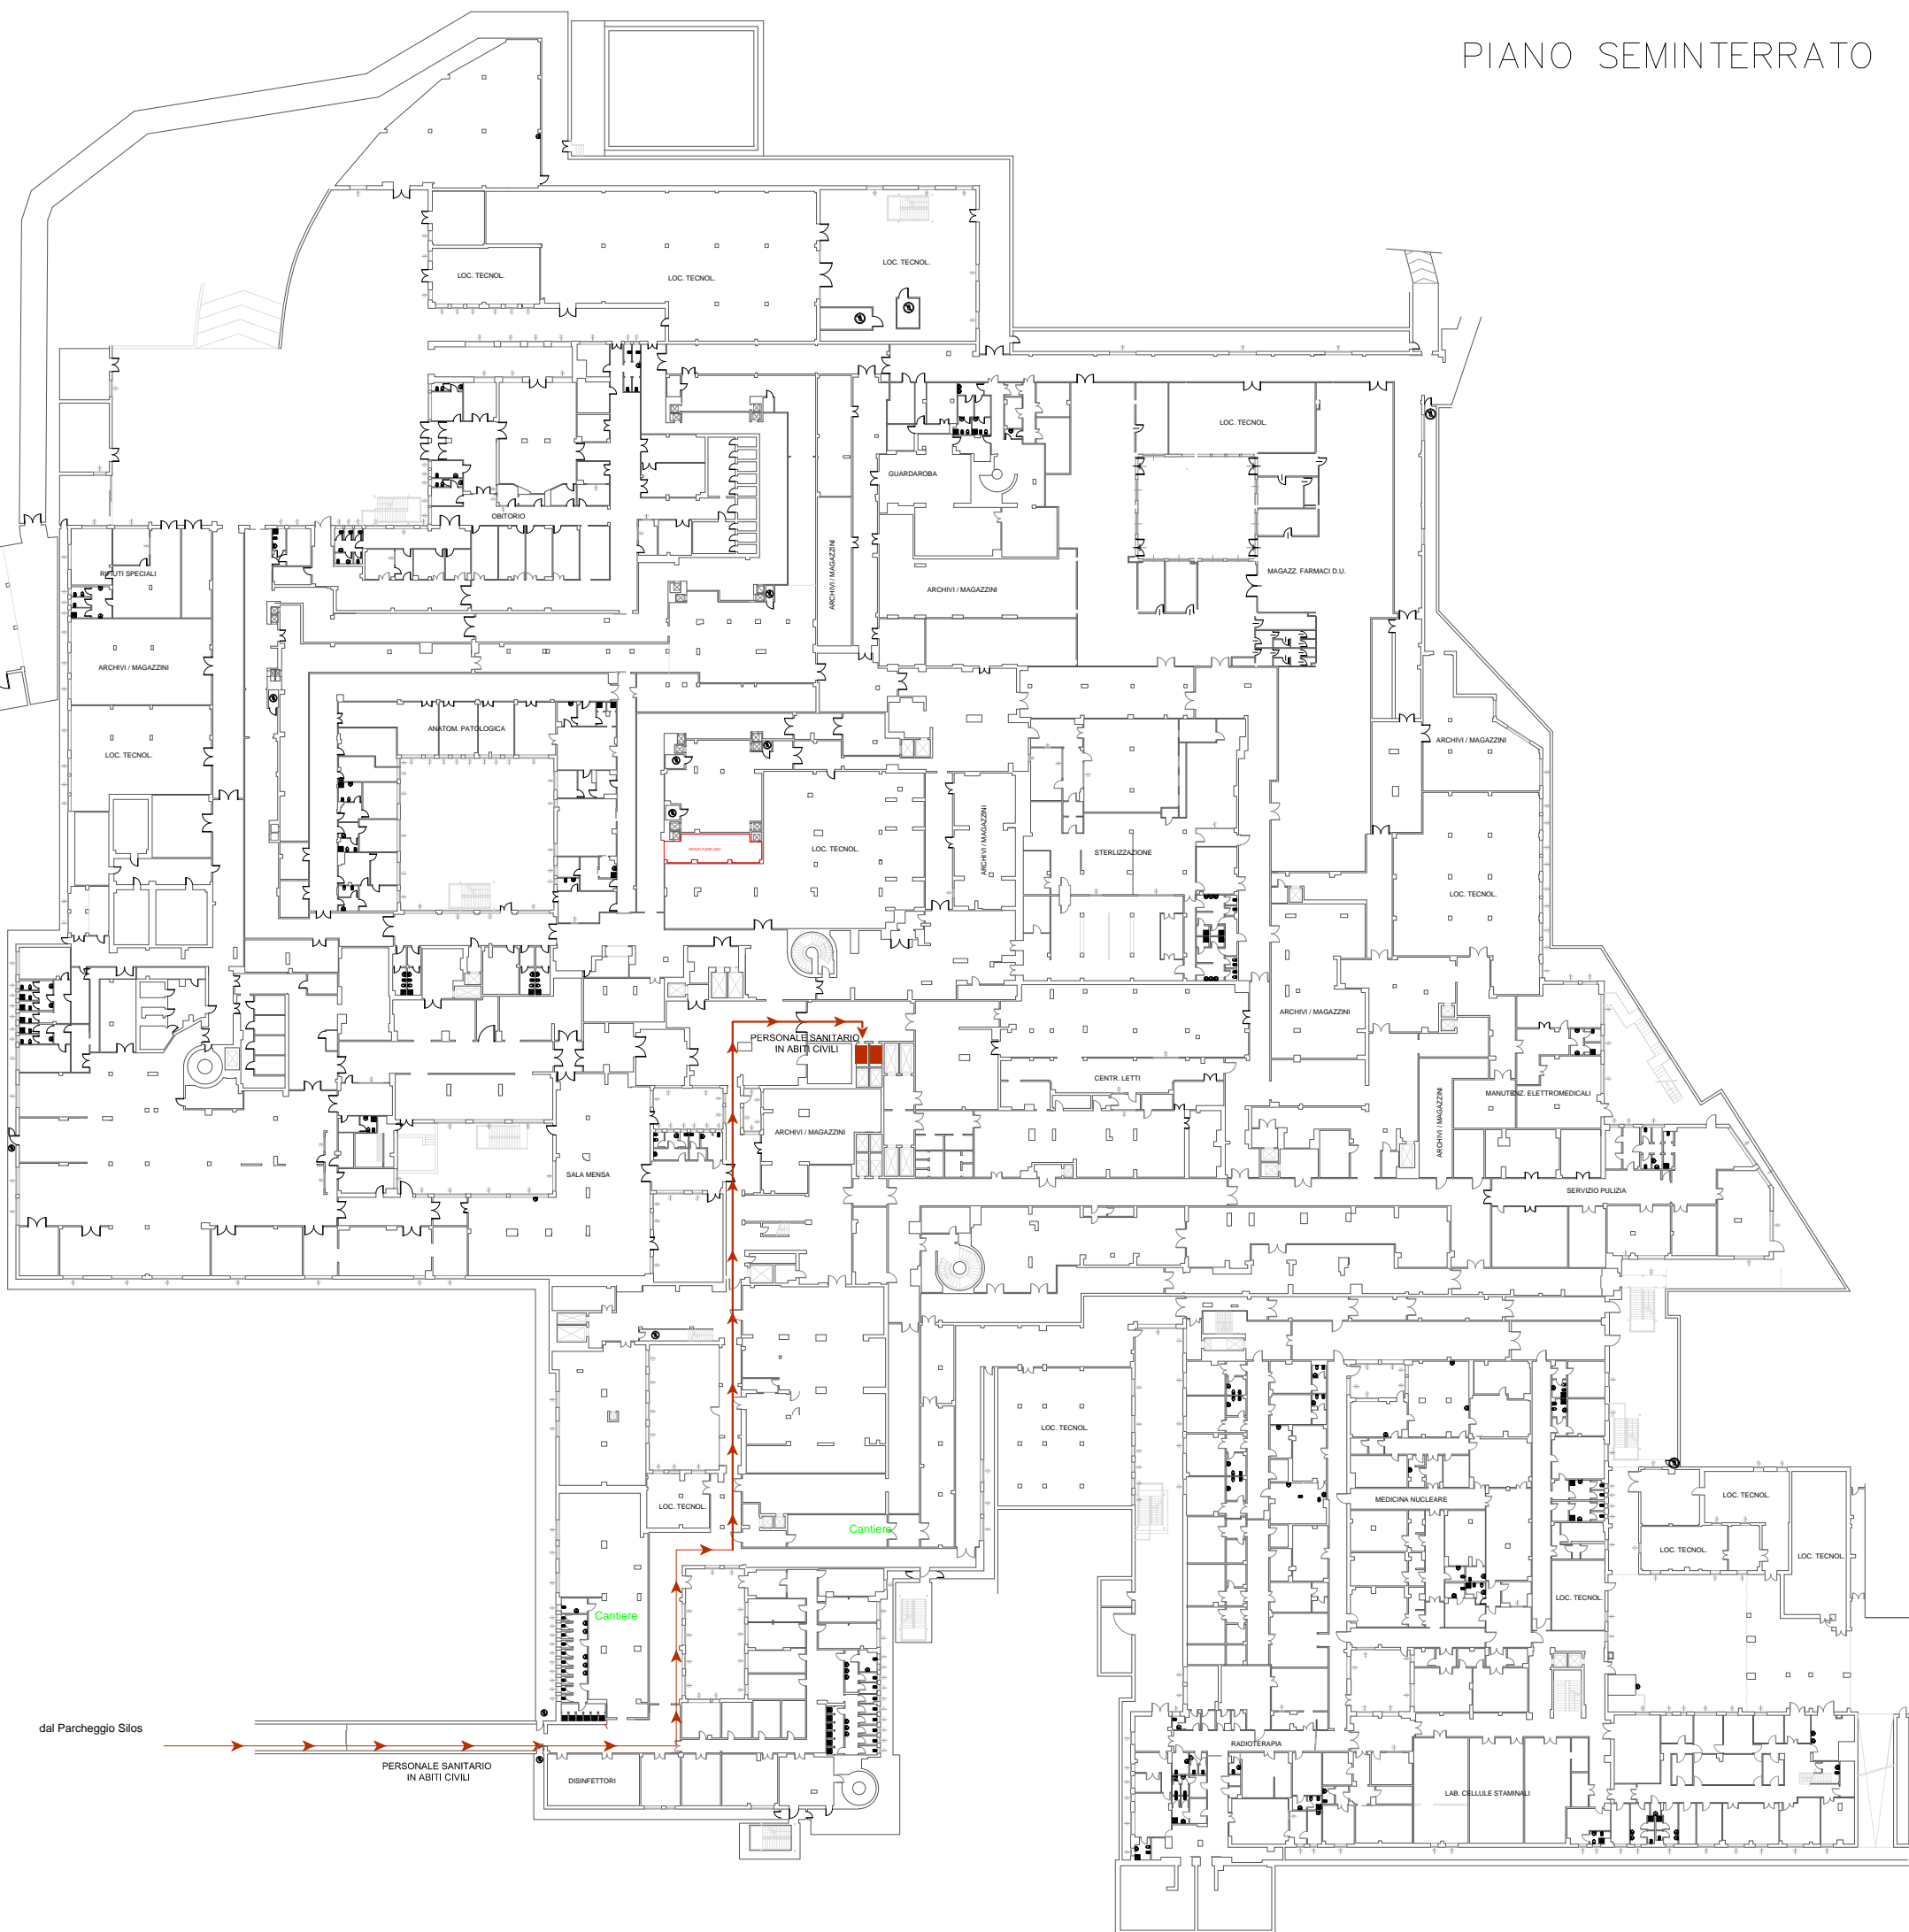 PIANO SEMINTERRATO
LOC. TECNOL.
LOC. TECNOL.
LOC. TECNOL.
LOC. TECNOL.
GUARDAROBA
OBITORIO
ARCHIVI / MAGAZZINI
RIFIUTI SPECIALI
MAGAZZ. FARMACI D.U.
ARCHIVI / MAGAZZINI
ARCHIVI / MAGAZZINI
ANATOM. PATOLOGICA
ARCHIVI / MAGAZZINI
LOC. TECNOL.
LOC. TECNOL.
ARCHIVI / MAGAZZINI
STERLIZZAZIONE
LOC. TECNOL.
ARCHIVI / MAGAZZINI
PERSONALE SANITARIO
IN ABITI CIVILI
CENTR. LETTI
MANUTENZ. ELETTROMEDICALI
ARCHIVI / MAGAZZINI
ARCHIVI / MAGAZZINI
SALA MENSA
SERVIZIO PULIZIA
LOC. TECNOL.
MEDICINA NUCLEARE
LOC. TECNOL.
LOC. TECNOL.
Cantiere
LOC. TECNOL.
LOC. TECNOL.
LOC. TECNOL.
Cantiere
dal Parcheggio Silos
RADIOTERAPIA
PERSONALE SANITARIO
IN ABITI CIVILI
DISINFETTORI
LAB. CELLULE STAMINALI